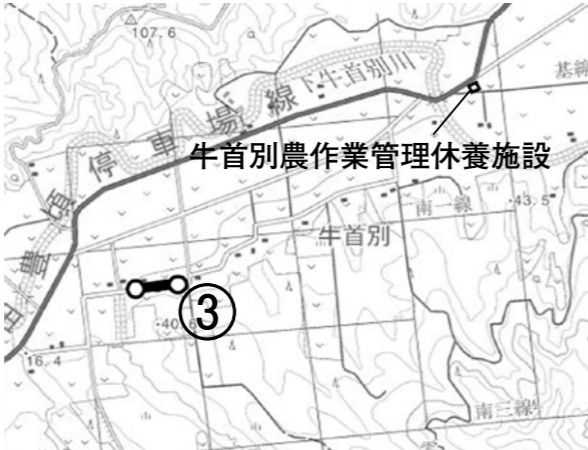 107.6
下牛首別川
基線
豊頃停車場線
牛首別農作業管理休養施設
南一線
43.5
牛首別
③
40.6
16.4
南三線